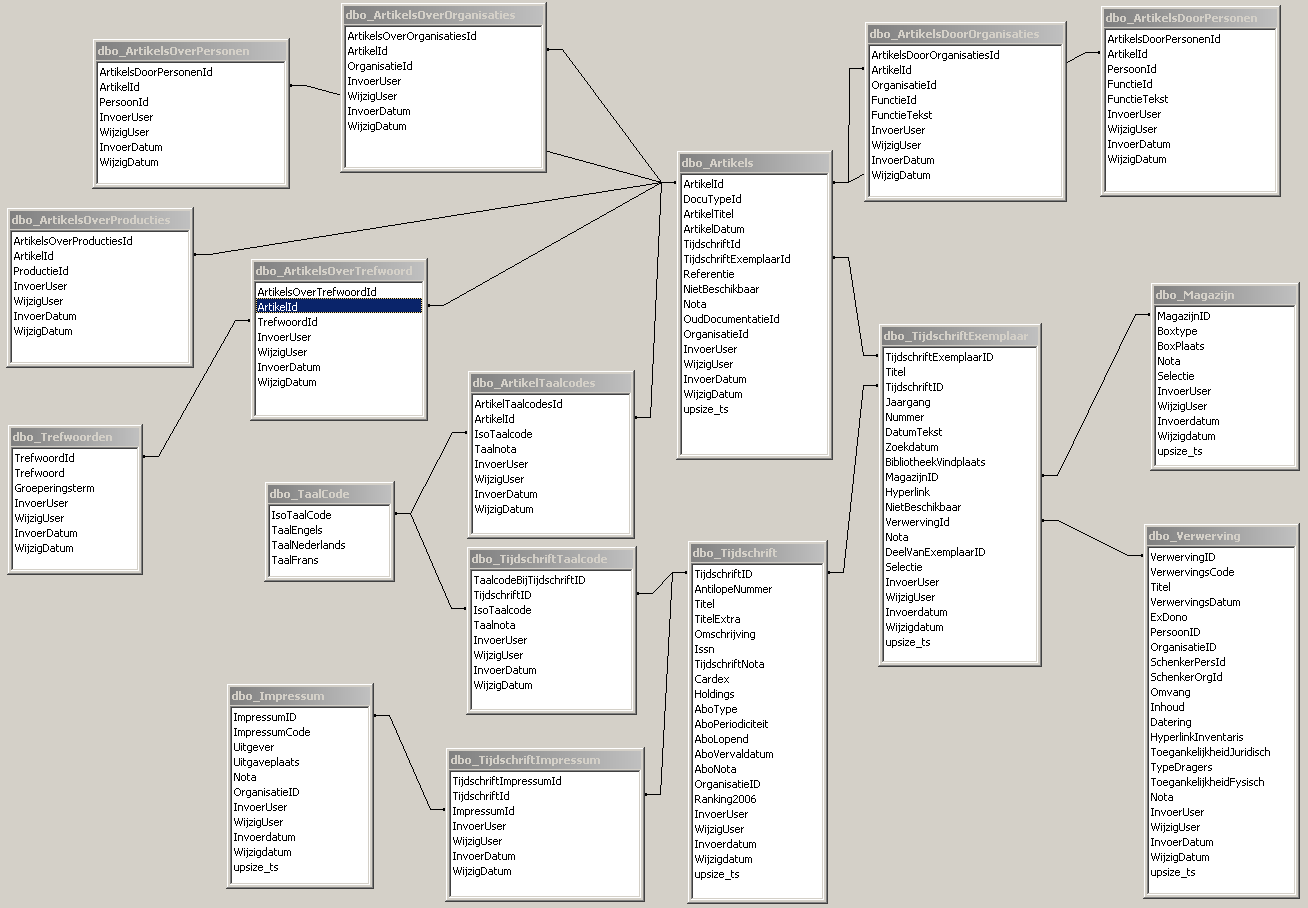 dbo_ArtikelsOverOrganisaties
ArtikelsOverOrganisatiesId
ArtikelId
OrganisatieId
InvoerUser
WijzigUser
InvoerDatum
WijzigDatum
dbo_ArtikelsOverPersonen
ArtikelsDoorPersonenId
ArtikelId
PersoonId
InvoerUser
WijzigUser
InvoerDatum
WijzigDatum
dbo_ArtikelsDoorOrganisaties
ArtikelsDoorOrganisatiesId
ArtikelId
OrganisatieId
FunctieId
FunctieTekst
InvoerUser
WijzigUser
InvoerDatum
WijzigDatum
dbo_ArtikelsDoorPersonen
ArtikelsDoorPersonenId
ArtikelId
PersoonId
FunctieId
FunctieTekst
InvoerUser
WijzigUser
InvoerDatum
WijzigDatum
dbo_Artikels
ArtikelId
DocuTypeId
ArtikelTitel
ArtikelDatum
TijdschriftId
TijdschriftExemplaarId
Referentie
NietBeschikbaar
Nota
OudDocumentatieId
OrganisatieId
InvoerUser
WijzigUser
InvoerDatum
WijzigDatum
upsize_ts
dbo_ArtikelsOverProducties
ArtikelsOverProductiesId
ArtikelId
ProductieId
InvoerUser
WijzigUser
InvoerDatum
WijzigDatum
dbo_ArtikelsOverTrefwoord
ArtikelsOverTrefwoordId
ArtikelId
TrefwoordId
InvoerUser
WijzigUser
InvoerDatum
WijzigDatum
dbo_Magazijn
MagazijnID
Boxtype
BoxPlaats
Nota
Selectie
InvoerUser
WijzigUser
Invoerdatum
Wijzigdatum
upsize_ts
dbo_TijdschriftExemplaar
TijdschriftExemplaarID
Titel
TijdschriftID
Jaargang
Nummer
DatumTekst
Zoekdatum
BibliotheekVindplaats
MagazijnID
Hyperlink
NietBeschikbaar
VerwervingId
Nota
DeelVanExemplaarID
Selectie
InvoerUser
WijzigUser
Invoerdatum
Wijzigdatum
upsize_ts
dbo_ArtikelTaalcodes
ArtikelTaalcodesId
ArtikelId
IsoTaalcode
Taalnota
InvoerUser
WijzigUser
InvoerDatum
WijzigDatum
dbo_Trefwoorden
TrefwoordId
Trefwoord
Groeperingsterm
InvoerUser
WijzigUser
InvoerDatum
WijzigDatum
dbo_TaalCode
IsoTaalCode
TaalEngels
TaalNederlands
TaalFrans
dbo_Verwerving
VerwervingID
VerwervingsCode
Titel
VerwervingsDatum
ExDono
PersoonID
OrganisatieID
SchenkerPersId
SchenkerOrgId
Omvang
Inhoud
Datering
HyperlinkInventaris
ToegankelijkheidJuridisch
TypeDragers
ToegankelijkheidFysisch
Nota
InvoerUser
WijzigUser
InvoerDatum
WijzigDatum
upsize_ts
dbo_TijdschriftTaalcode
TaalcodeBijTijdschriftID
TijdschriftID
IsoTaalcode
Taalnota
InvoerUser
WijzigUser
InvoerDatum
WijzigDatum
dbo_Tijdschrift
TijdschriftID
AntilopeNummer
Titel
TitelExtra
Omschrijving
Issn
TijdschriftNota
Cardex
Holdings
AboType
AboPeriodiciteit
AboLopend
AboVervaldatum
AboNota
OrganisatieID
Ranking2006
InvoerUser
WijzigUser
Invoerdatum
Wijzigdatum
upsize_ts
dbo_Impressum
ImpressumID
ImpressumCode
Uitgever
Uitgaveplaats
Nota
OrganisatieID
InvoerUser
WijzigUser
Invoerdatum
Wijzigdatum
upsize_ts
dbo_TijdschriftImpressum
TijdschriftImpressumId
TijdschriftId
ImpressumId
InvoerUser
WijzigUser
InvoerDatum
WijzigDatum